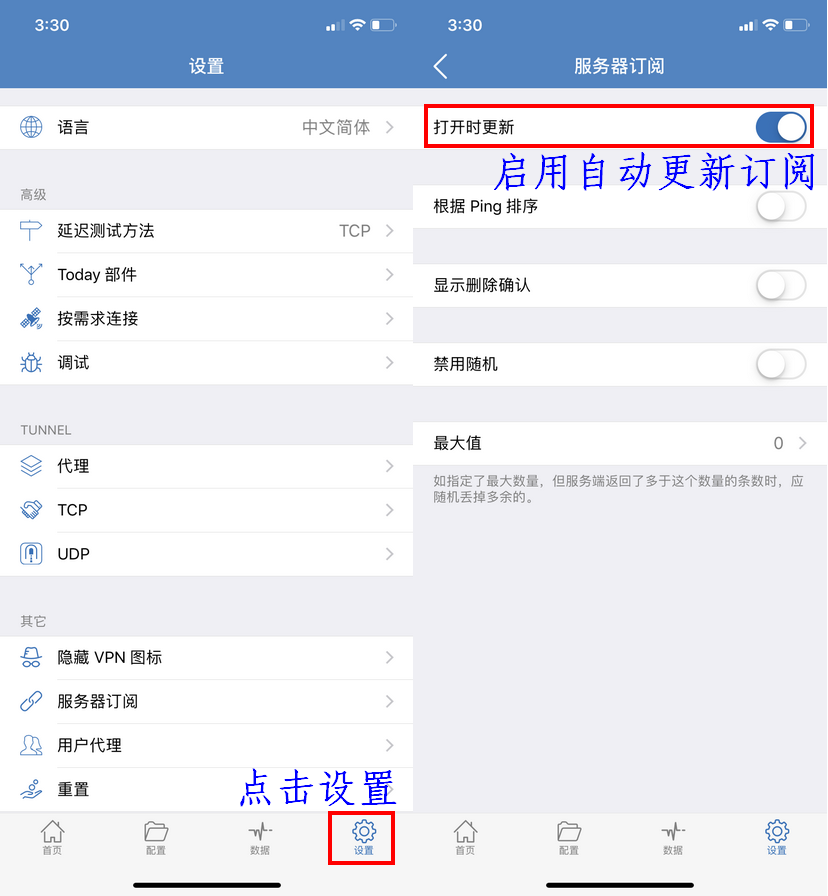 3:30
设置
语言
中文简体
高级
延迟测试方法
TCP
Today 部件
按需求连接
调试
TUNNEL
代理
TCP
UDP
其它
隐藏 VPN 图标
服务器订阅
用户代理
重置
点击设置
首页
配置
数据
设置
3:30
服务器订阅
打开时更新
启用自动更新订阅
根据 Ping 排序
显示删除确认
禁用随机
最大值
0
如指定了最大数量，但服务端返回了多于这个数量的条数时，应
随机丢掉多余的。
首页
配置
数据
设置